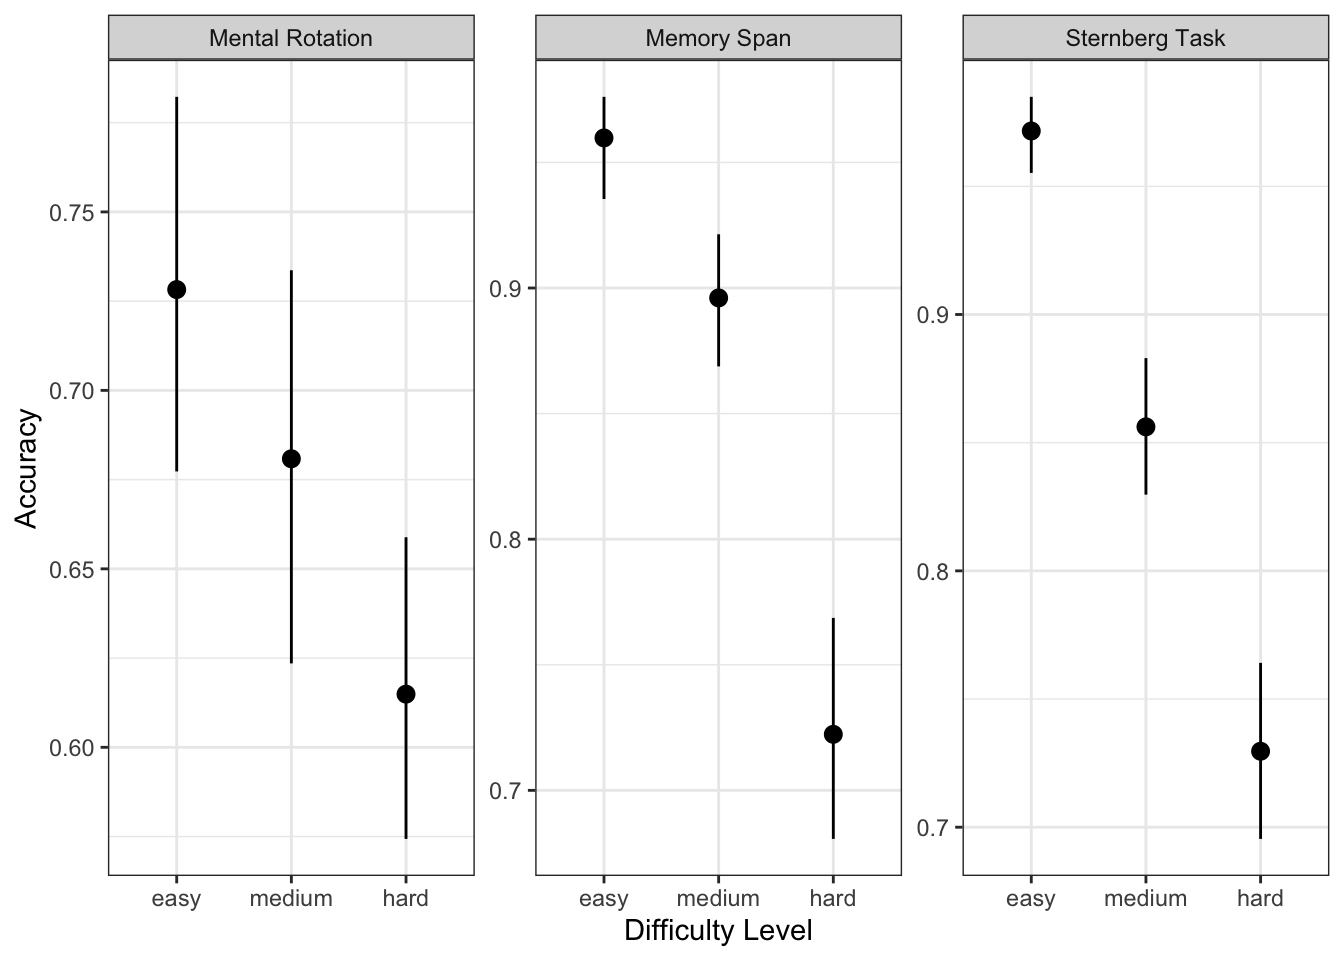 Mental Rotation
Memory Span
Sternberg Task
Accuracy
0.75
0.70
0.65
0.60
0.9
0.8
0.7
0.9
0.8
0.7
easy medium hard
easy medium hard
easy medium hard
Difficulty Level